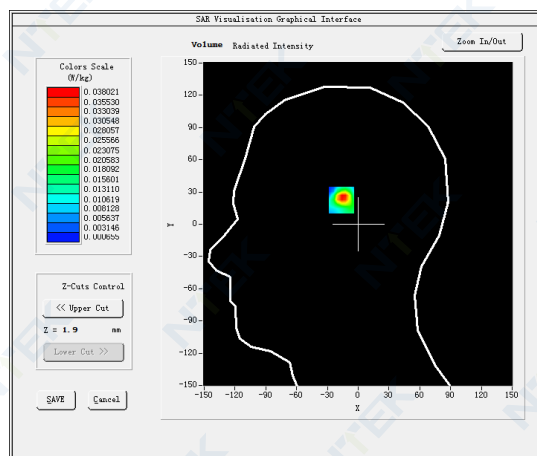 SAR Visualisation Graphical Interface
Volume Radiated Intensity
Zoom In/Out
Colors Scale
(W/kg)
0.038021
0.035530
0.033039
0.030548
0.028057
0.025566
0.023075
0.020583
0.018092
0.015601
0.013110
0.010619
0.008128
0.005637
0.003146
0.000655
Z-Cuts Control
<< Upper Cut
Z = 1.9 mm
Lower Cut >>
SAVE
Cancel
150
120
90
60
30
0
-30
-60
-90
-120
-150
Y
-150 -120 -90 -60 -30 0 30 60 90 120 150
X
NTEK